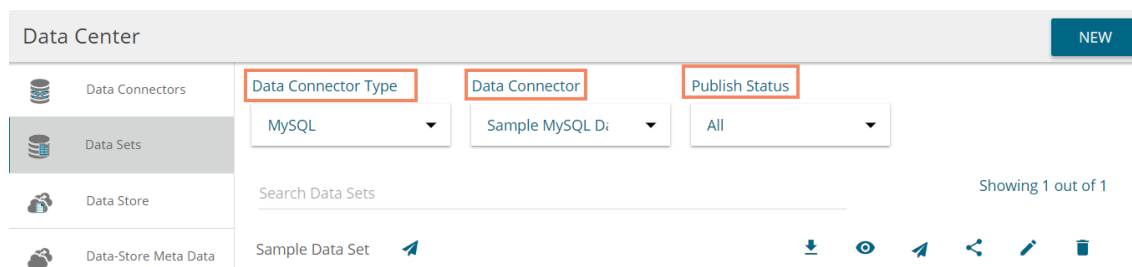 Data Center
NEW
Data Connectors
Data Sets
Data Store
Data-Store Meta Data
Data Connector Type
Data Connector
Publish Status
MySQL
Sample MySQL Da
All
Search Data Sets
Showing 1 out of 1
Sample Data Set